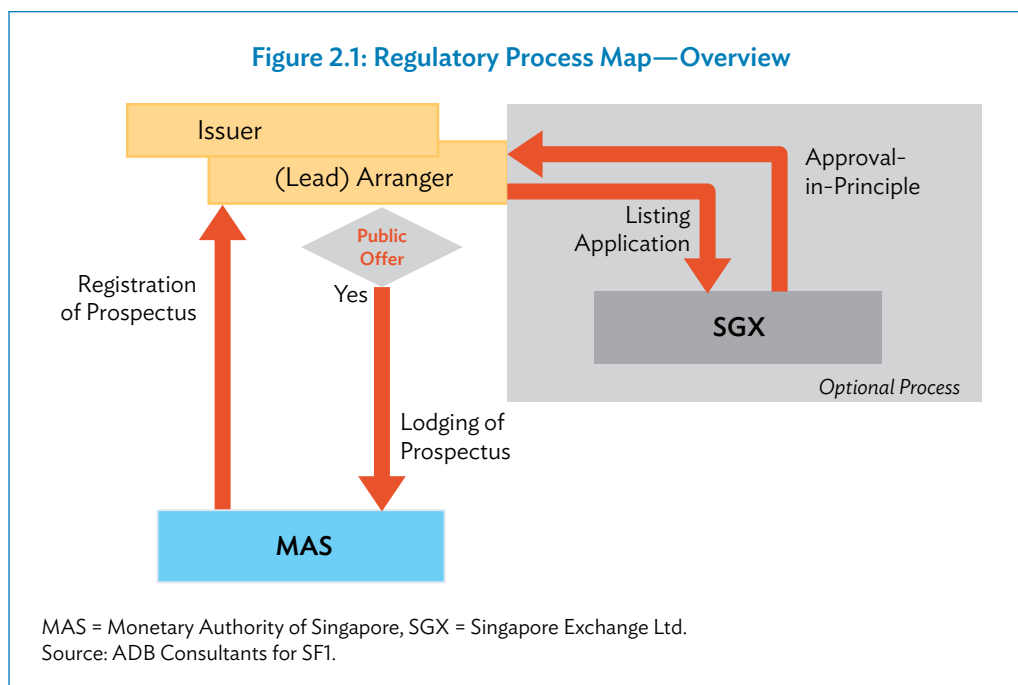 Figure 2.1: Regulatory Process Map—Overview
Issuer
(Lead) Arranger
Approval-
in-Principle
Public
Offer
Listing
Application
Registration
of Prospectus
Yes
SGX
Optional Process
Lodging of
Prospectus
MAS
MAS = Monetary Authority of Singapore, SGX = Singapore Exchange Ltd.
Source: ADB Consultants for SF1.